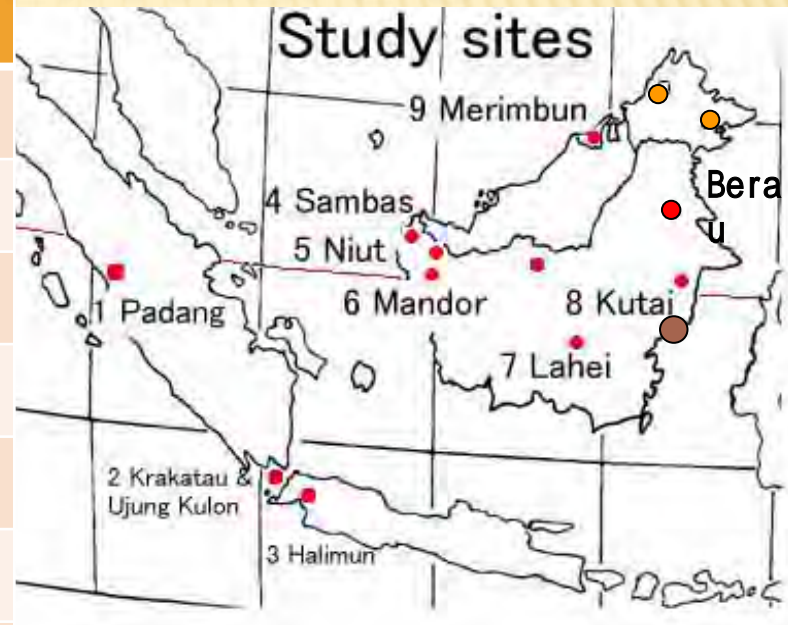 Study sites
9 Merimbun
Bera
u
4 Sambas
5 Niut
6 Mandor
8 Kutai
1 Padang
7 Lahei
2 Krakatau &
Ujung Kulon
3 Halimun